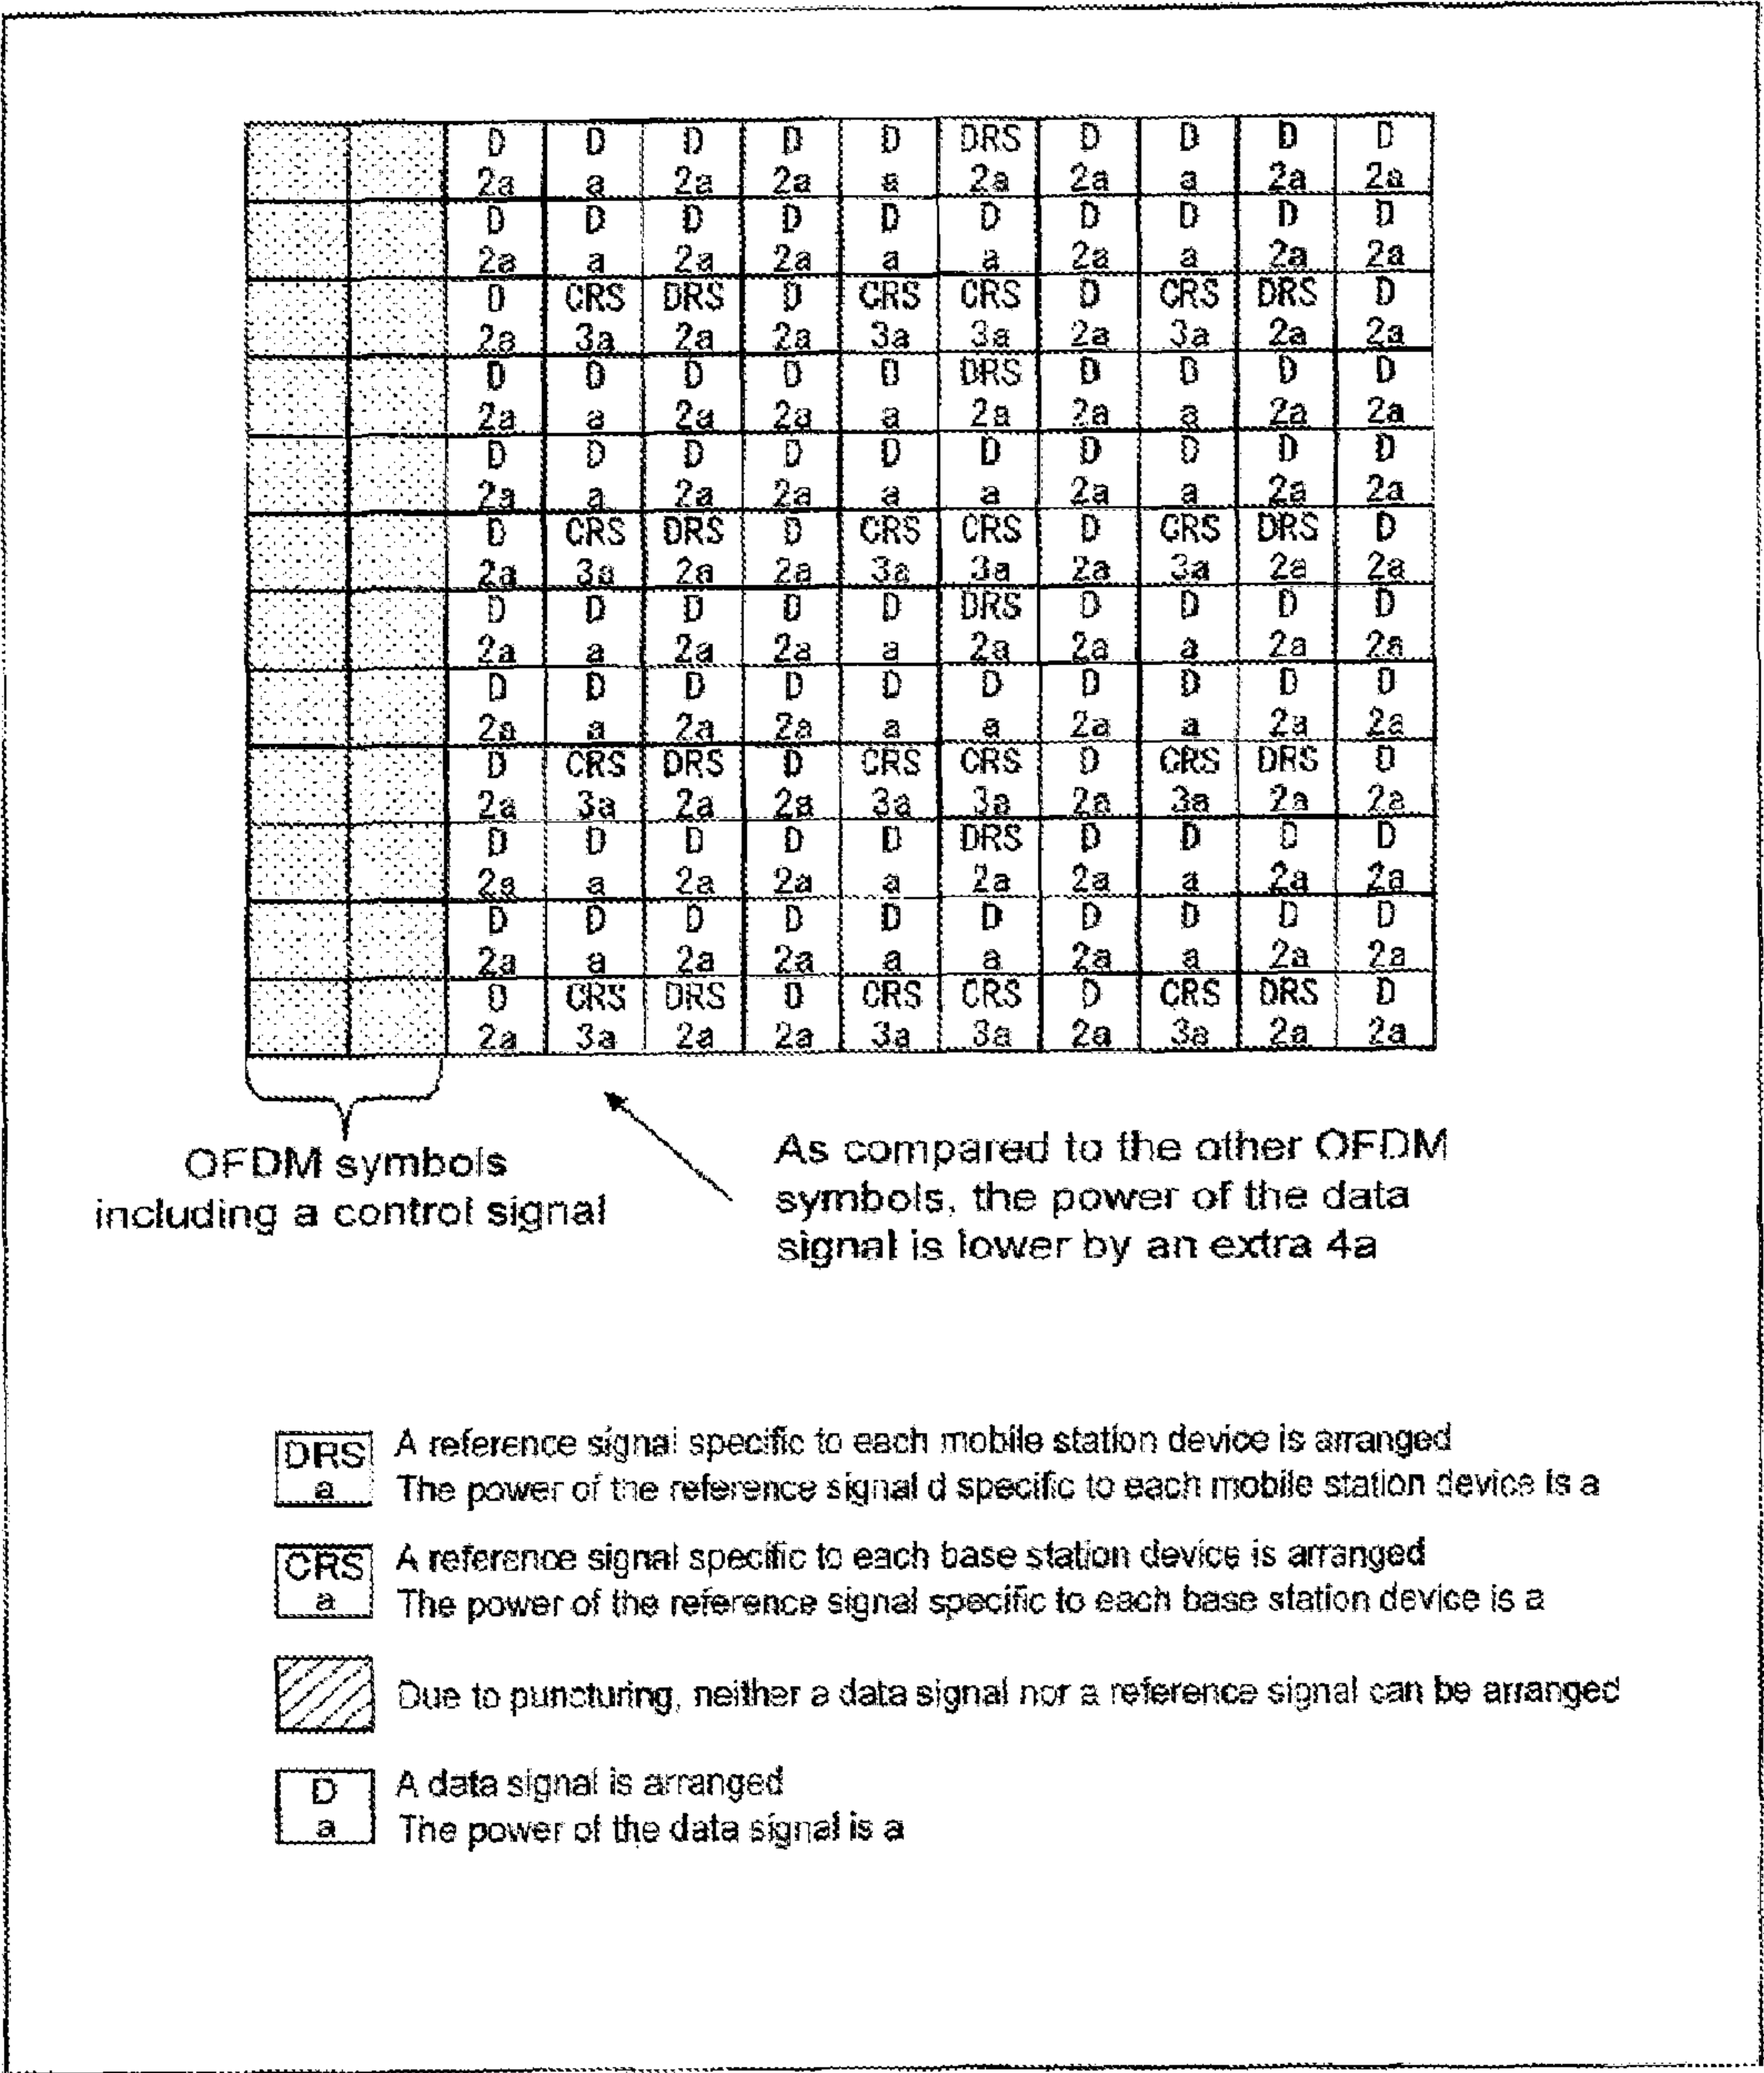 D D D D D DRS D D D D
2a a 2a 2a a 2a 2a a 2a 2a
D D D D D D D D D D
2a a 2a 2a a a 2a a 2a 2a
D CRS DRS D CRS CRS D CRS DRS D
2a 3a 2a 2a 3a 3a 2a 3a 2a 2a
D D D D D DRS D D D D
2a a 2a 2a a 2a 2a a 2a 2a
D D D D D D D D D D
2a a 2a 2a a a 2a a 2a 2a
D CRS DRS D CRS CRS D CRS DRS D
2a 3a 2a 2a 3a 3a 2a 3a 2a 2a
D D D D D DRS D D D D
2a a 2a 2a a 2a 2a a 2a 2a
D D D D D D D D D D
2a a 2a 2a a a 2a a 2a 2a
D CRS DRS D CRS CRS D CRS DRS D
2a 3a 2a 2a 3a 3a 2a 3a 2a 2a
D D D D D DRS D D D D
2a a 2a 2a a 2a 2a a 2a 2a
D D D D D D D D D D
2a a 2a 2a a a 2a a 2a 2a
D CRS DRS D CRS CRS D CRS DRS D
2a 3a 2a 2a 3a 3a 2a 3a 2a 2a
OFDM symbols
including a control signal
As compared to the other OFDM
symbols, the power of the data
signal is lower by an extra 4a
DRS A reference signal specific to each mobile station device is arranged
a The power of the reference signal d specific to each mobile station device is a
CRS A reference signal specific to each base station device is arranged
a The power of the reference signal specific to each base station device is a
Due to puncturing, neither a data signal nor a reference signal can be arranged
D A data signal is arranged
a The power of the data signal is a